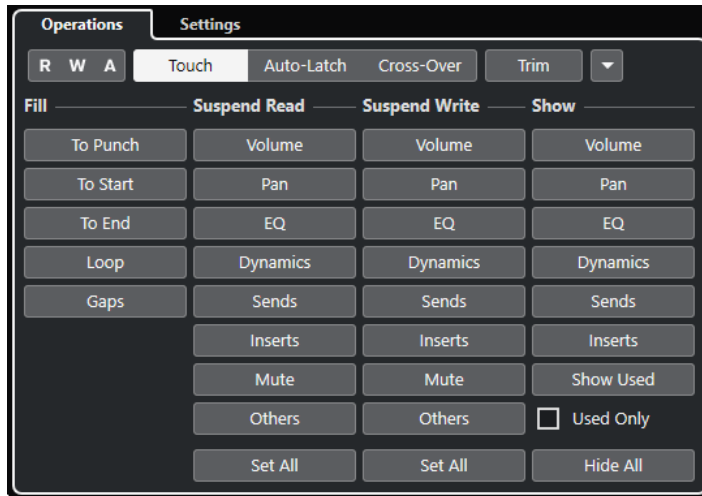 Operations Settings
R W A Touch Auto-Latch Cross-Over Trim
Fill Suspend Read Suspend Write Show
To Punch Volume Volume Volume
To Start Pan Pan Pan
To End EQ EQ EQ
Loop Dynamics Dynamics Dynamics
Gaps Sends Sends Sends
Inserts Inserts Inserts
Mute Mute Show Used
Others Others Used Only
Set All Set All Hide All